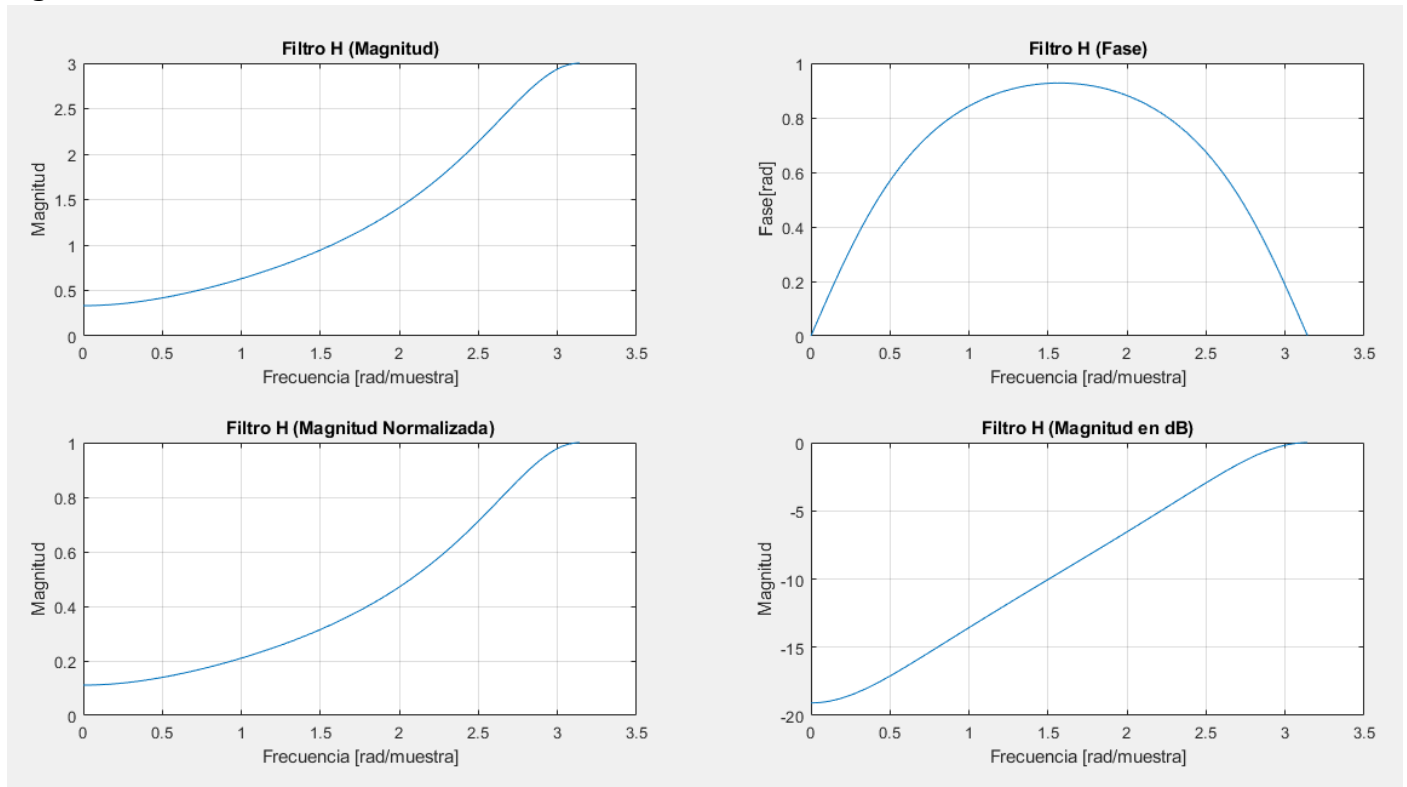 Filtro H (Magnitud)
3
2.5
2
1.5
1
0.5
0
Magnitud
0 0.5 1 1.5 2 2.5 3 3.5
Frecuencia [rad/muestra]
Filtro H (Fase)
1
0.8
0.6
0.4
0.2
0
Fase[rad]
0 0.5 1 1.5 2 2.5 3 3.5
Frecuencia [rad/muestra]
Filtro H (Magnitud Normalizada)
1
0.8
0.6
0.4
0.2
0
Magnitud
0 0.5 1 1.5 2 2.5 3 3.5
Frecuencia [rad/muestra]
Filtro H (Magnitud en dB)
0
-5
-10
-15
-20
Magnitud
0 0.5 1 1.5 2 2.5 3 3.5
Frecuencia [rad/muestra]